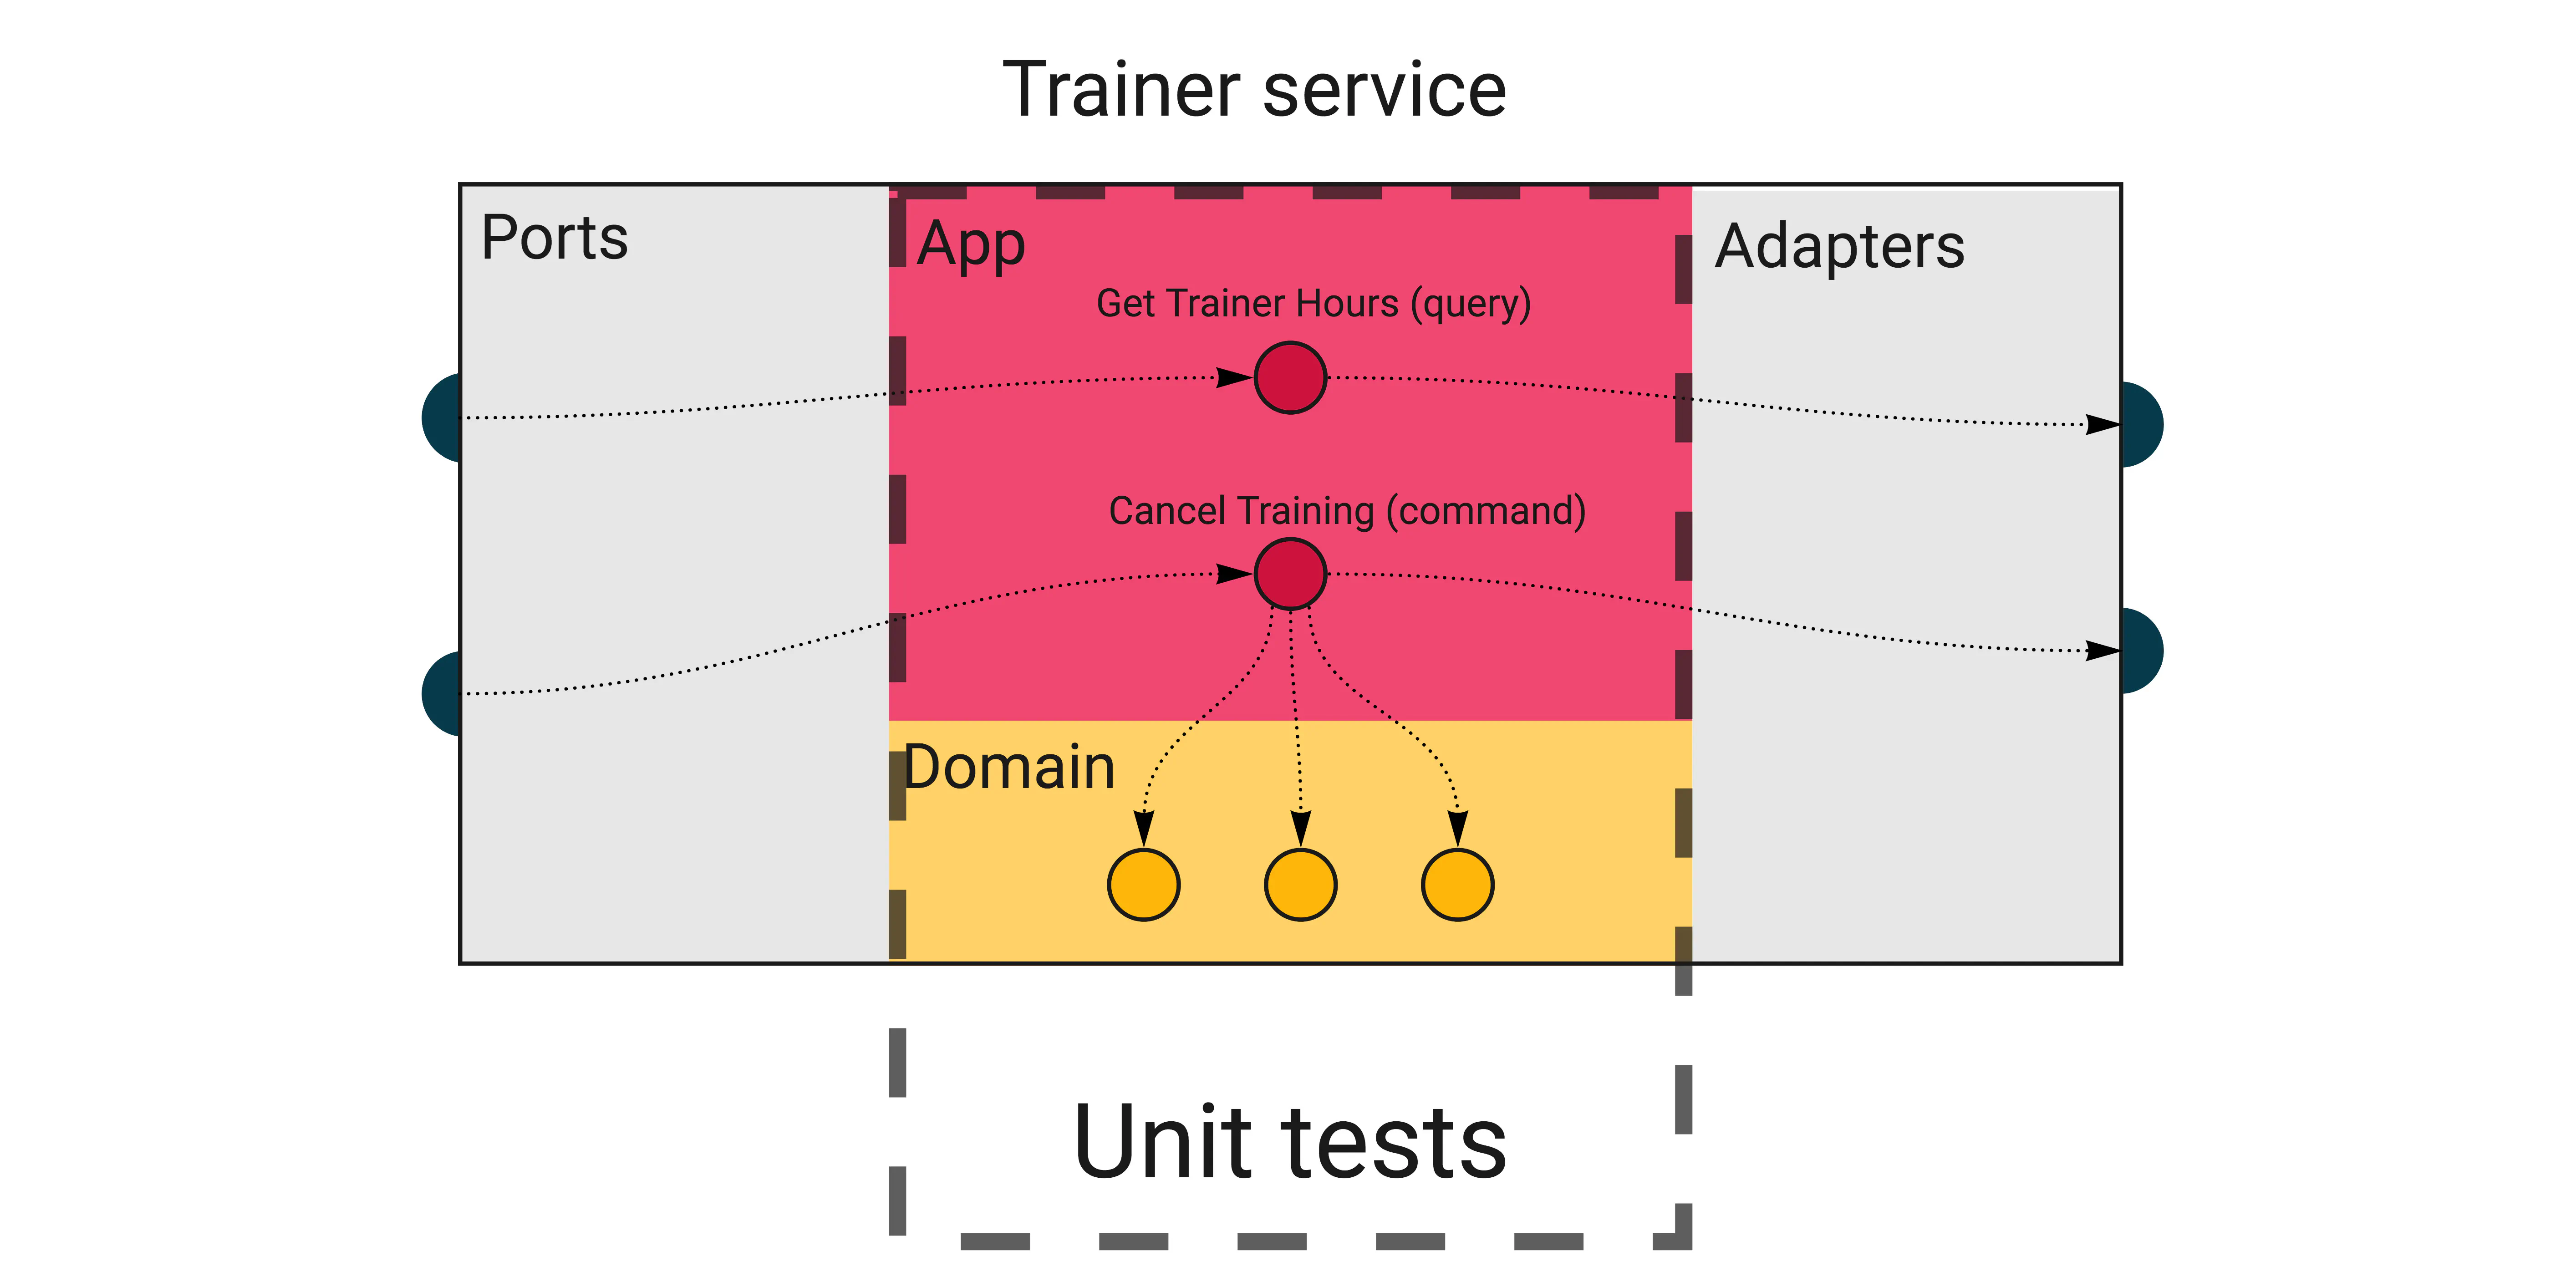 Trainer service
Ports
App
Adapters
Get Trainer Hours (query)
Cancel Training (command)
Domain
Unit tests